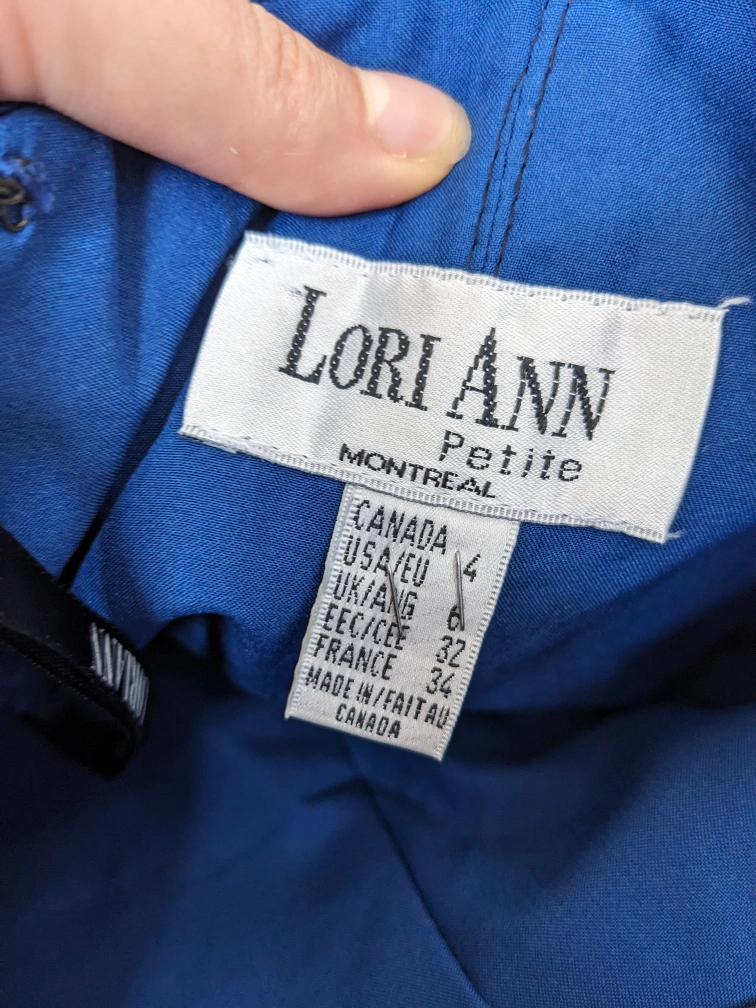 LORI ANN
Petite
MONTREAL
CANADA 4
USA/EU
UK/ANG 6
EEC/CEE 32
FRANCE 34
MADE IN/FAIT AU
CANADA